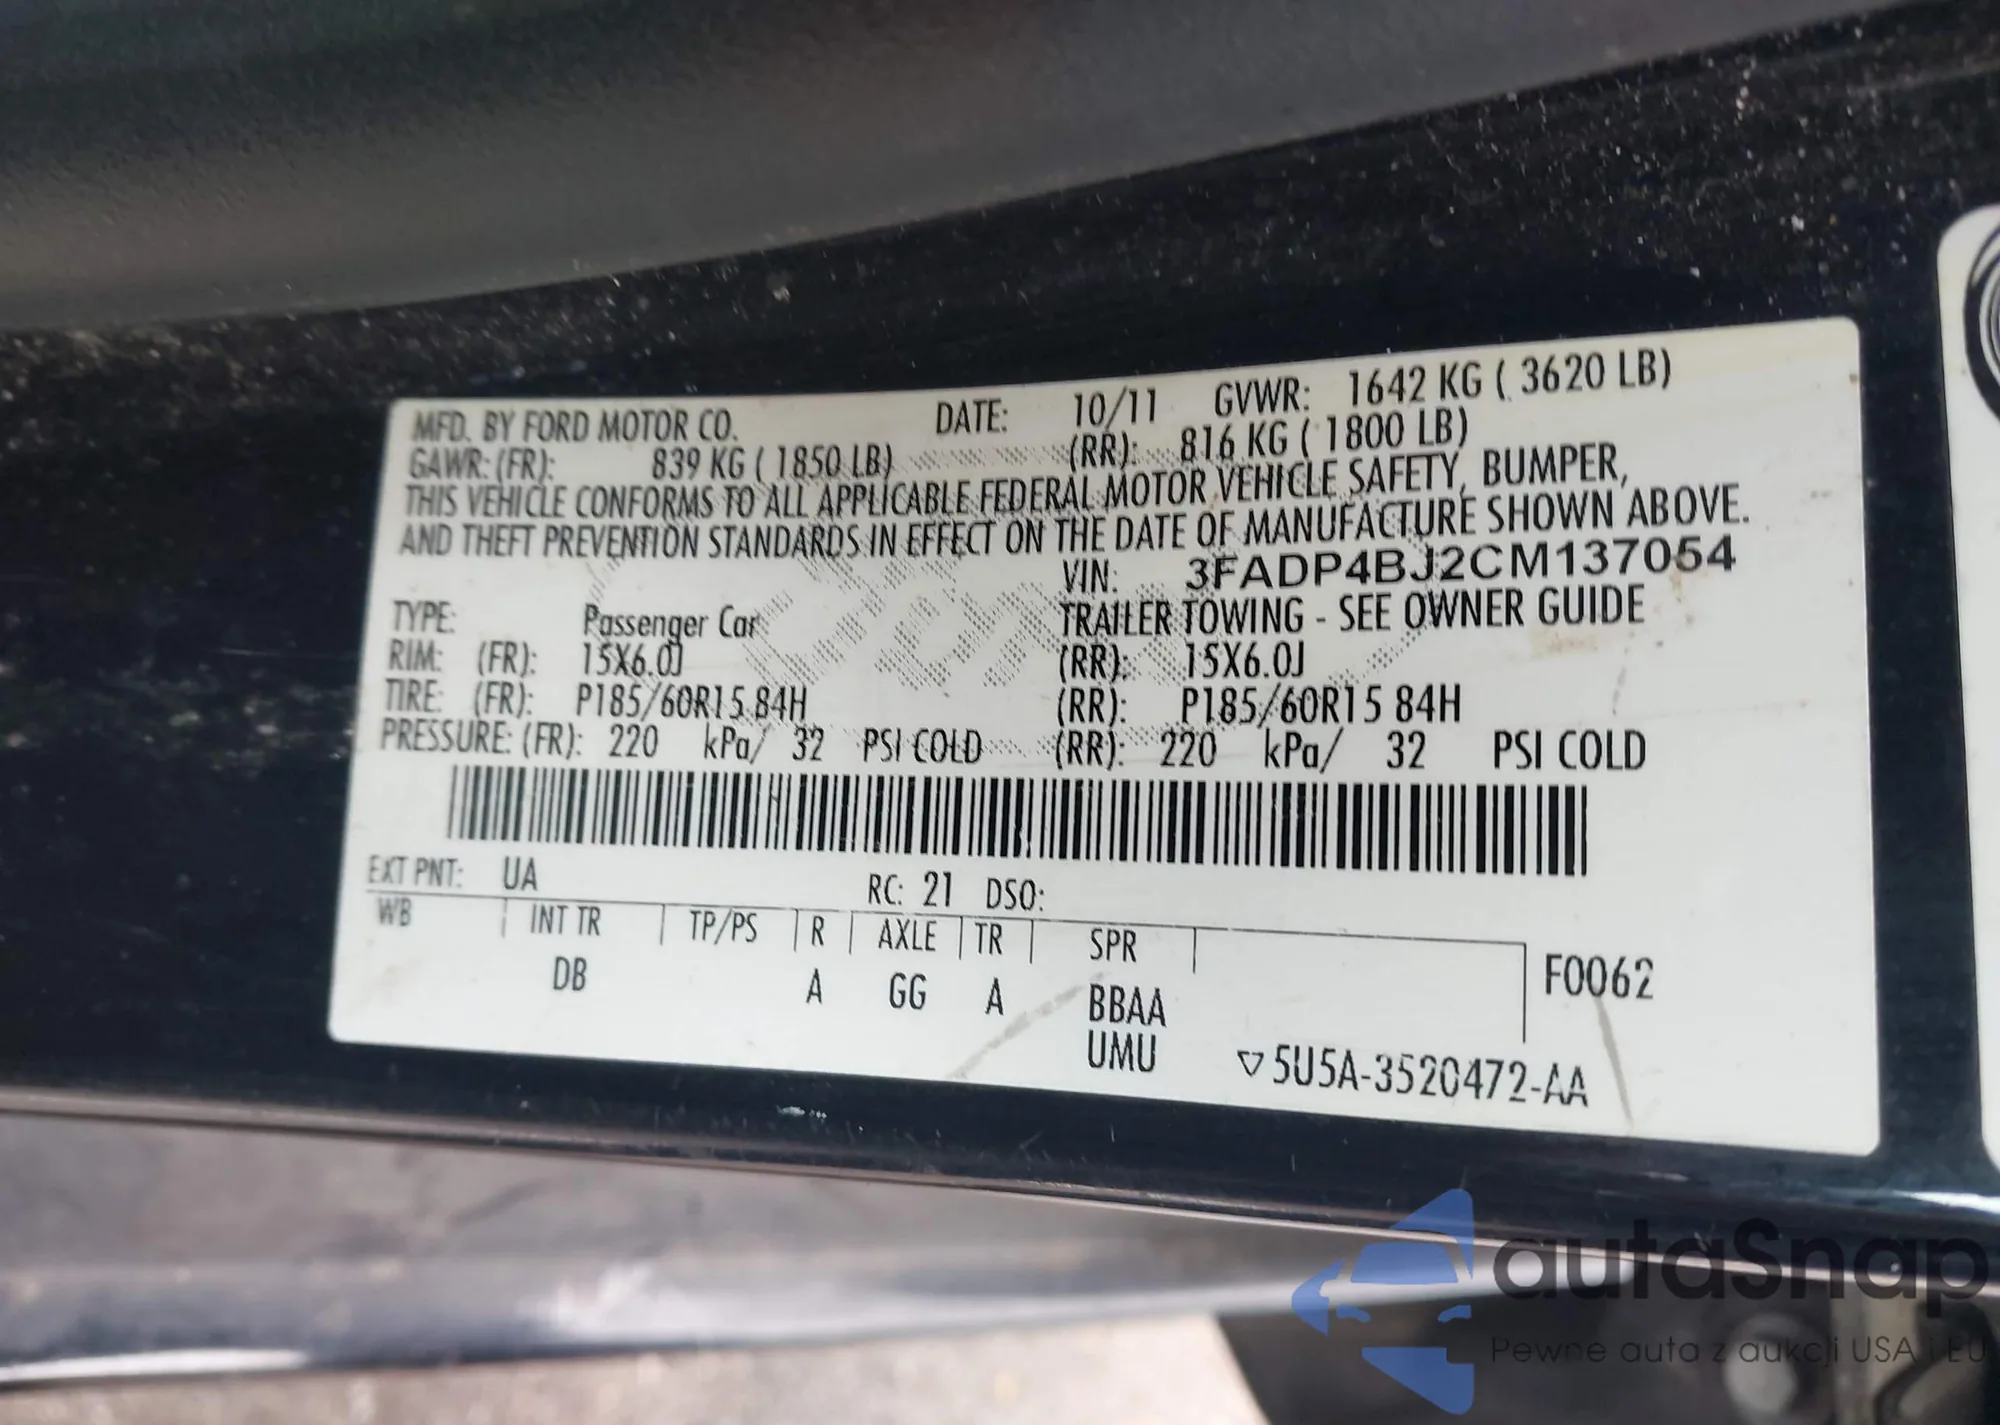 MFD. BY FORD MOTOR CO. DATE: 10/11 GVWR: 1642 KG ( 3620 LB)
GAWR: (FR): 839 KG ( 1850 LB) (RR): 816 KG ( 1800 LB)
THIS VEHICLE CONFORMS TO ALL APPLICABLE FEDERAL MOTOR VEHICLE SAFETY, BUMPER,
AND THEFT PREVENTION STANDARDS IN EFFECT ON THE DATE OF MANUFACTURE SHOWN ABOVE.
VIN: 3FADP4BJ2CM137054
TYPE: Passenger Car TRAILER TOWING - SEE OWNER GUIDE
RIM: (FR): 15X6.0J (RR): 15X6.0J
TIRE: (FR): P185/60R15 84H (RR): P185/60R15 84H
PRESSURE: (FR): 220 kPa/ 32 PSI COLD (RR): 220 kPa/ 32 PSI COLD
EXT PNT: UA RC: 21 DSO:
WB INT TR TP/PS R AXLE TR SPR
DB A GG A BBAA F0062
UMU ▽5U5A-3520472-AA
autaSnap
Pewne auta z aukcji USA i EU